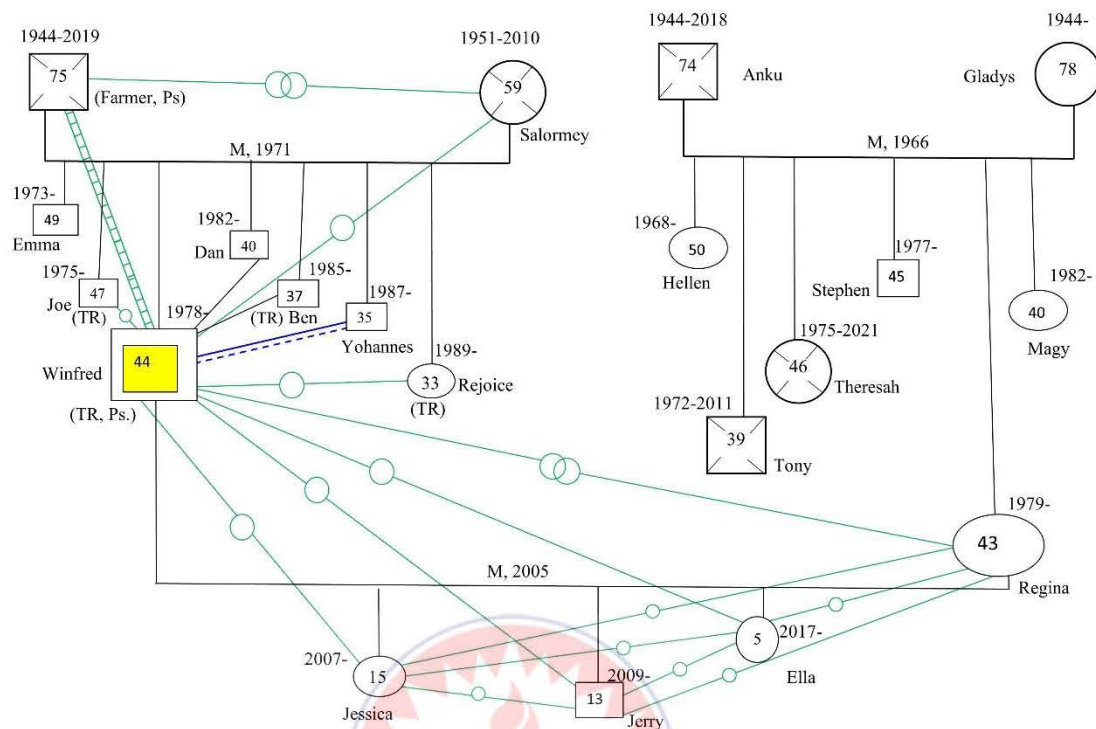 1944-2019
75
(Farmer, Ps)
1951-2010
59
Salormey
1944-2018
74
Anku
1944-
78
Gladys
M, 1971
M, 1966
1973-
49
Emma
1975-
47
Joe
(TR)
1978-
44
Winfred
(TR, Ps.)
1982-
40
Dan
1985-
37
(TR) Ben
1987-
35
Yohannes
1989-
33
Rejoice
(TR)
1968-
50
Hellen
1972-2011
39
Tony
1975-2021
46
Theresah
1977-
45
Stephen
1979-
43
Regina
1982-
40
Magy
M, 2005
2007-
15
Jessica
2009-
13
Jerry
2017-
5
Ella